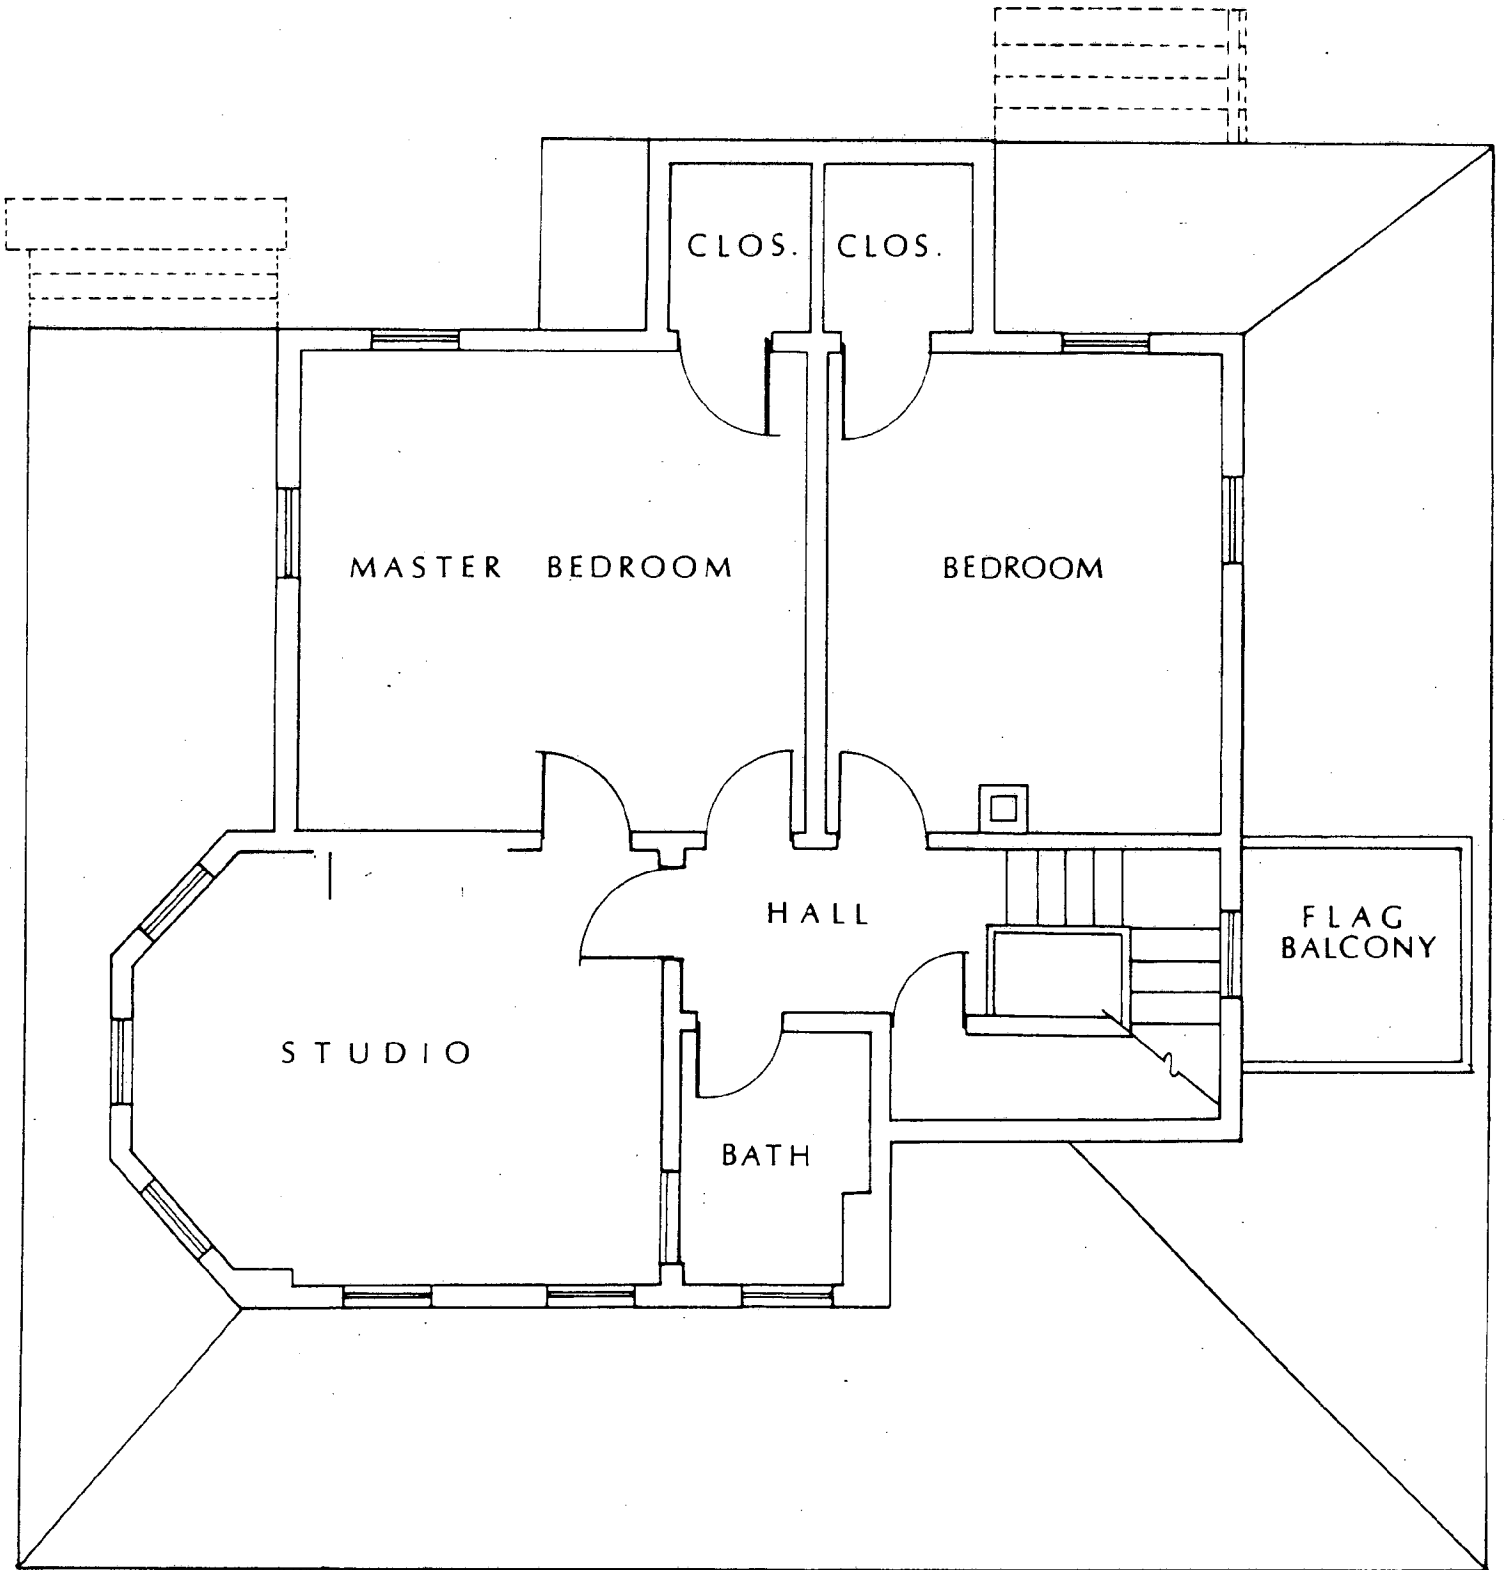 CLOS.
CLOS.
MASTER BEDROOM
BEDROOM
HALL
FLAG
BALCONY
STUDIO
BATH